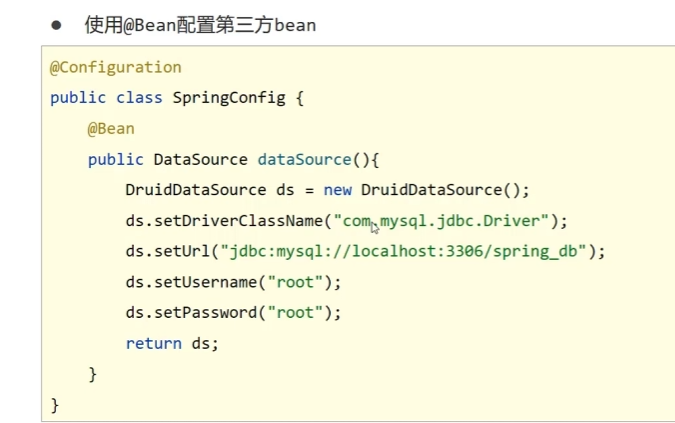 ● 使用@Bean配置第三方bean
@Configuration
public class SpringConfig {
    @Bean
    public DataSource dataSource(){
        DruidDataSource ds = new DruidDataSource();
        ds.setDriverClassName("com.mysql.jdbc.Driver");
        ds.setUrl("jdbc:mysql://localhost:3306/spring_db");
        ds.setUsername("root");
        ds.setPassword("root");
        return ds;
    }
}